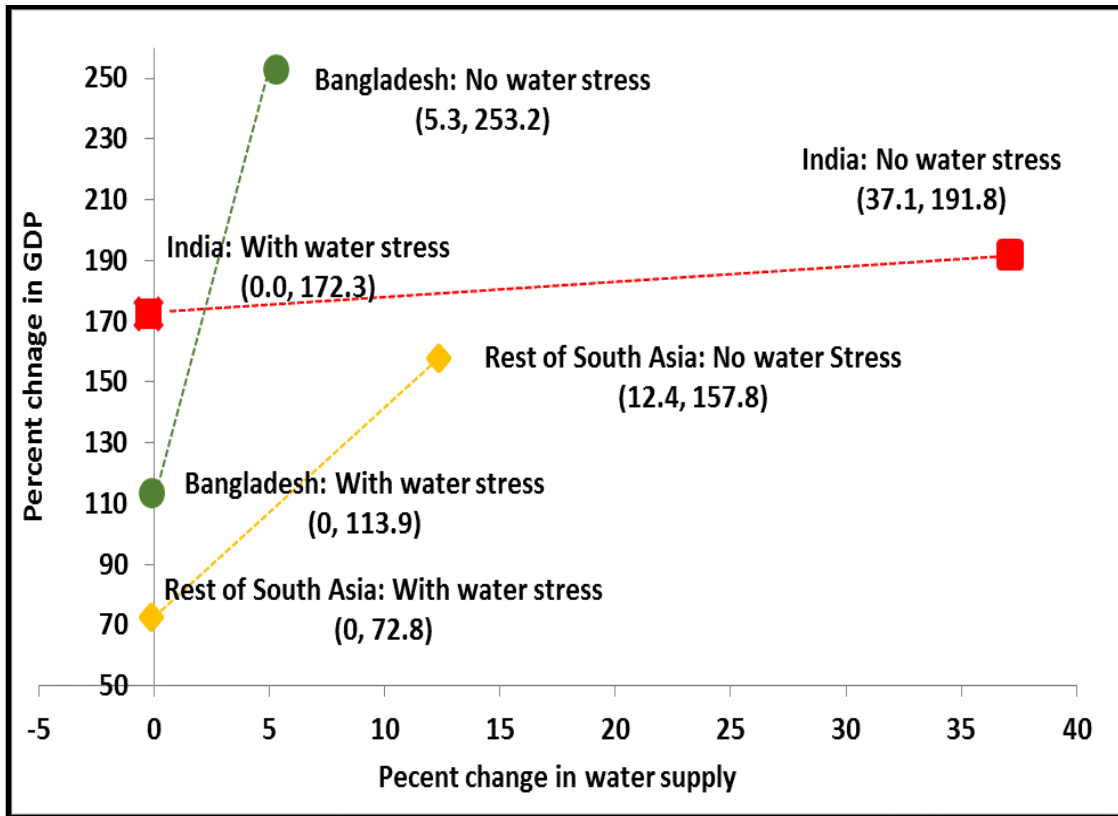 Percent chnage in GDP
250
230
210
190
170
150
130
110
90
70
50
Bangladesh: No water stress
(5.3, 253.2)
India: No water stress
(37.1, 191.8)
India: With water stress
(0.0, 172.3)
Rest of South Asia: No water Stress
(12.4, 157.8)
Bangladesh: With water stress
(0, 113.9)
Rest of South Asia: With water stress
(0, 72.8)
-5 0 5 10 15 20 25 30 35 40
Pecent change in water supply